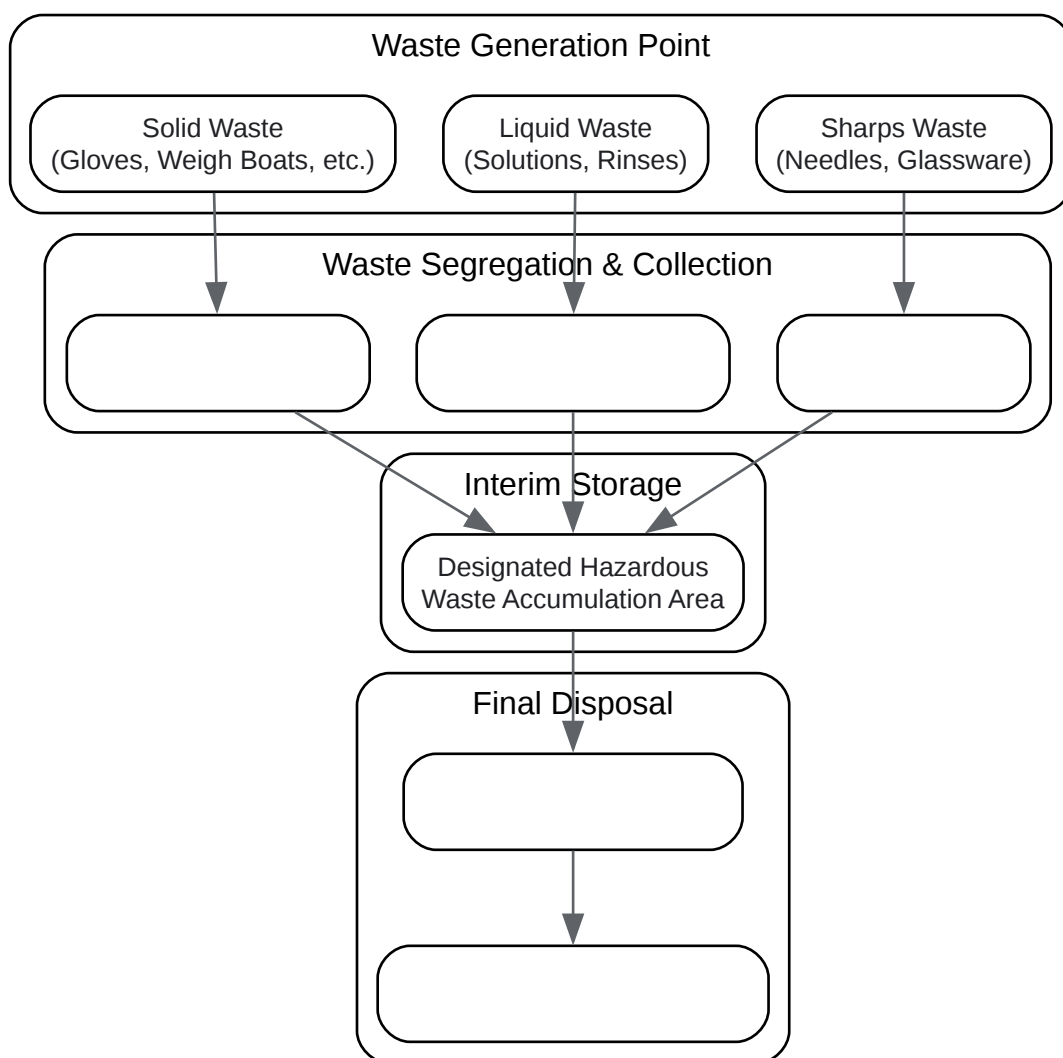 Waste Generation Point
Solid Waste
(Gloves, Weigh Boats, etc.)
Liquid Waste
(Solutions, Rinses)
Sharps Waste
(Needles, Glassware)
Waste Segregation & Collection
Interim Storage
Designated Hazardous
Waste Accumulation Area
Final Disposal